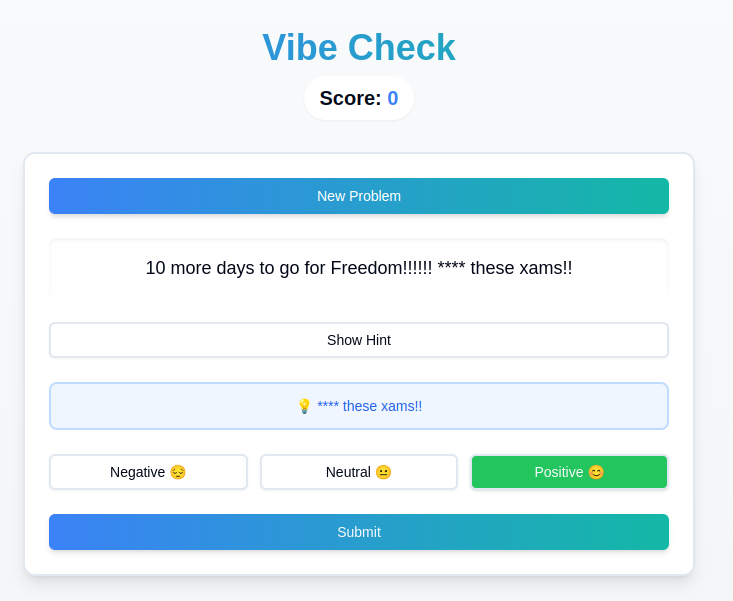 Vibe Check
Score: 0
New Problem
10 more days to go for Freedom!!!!!! **** these xams!!
Show Hint
💡 **** these xams!!
Negative 😔
Neutral 😐
Positive 😊
Submit